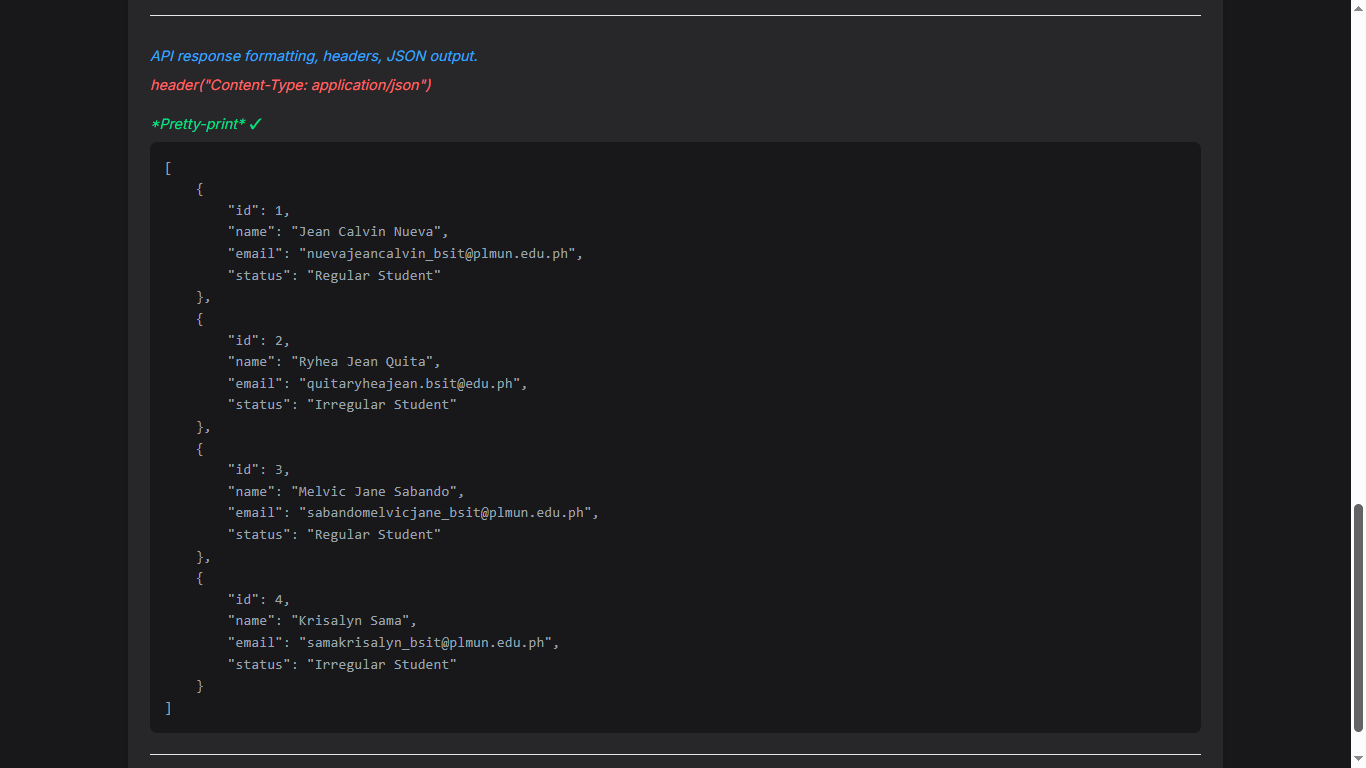 API response formatting, headers, JSON output.
header("Content-Type: application/json")
*Pretty-print* ✓
[
    {
        "id": 1,
        "name": "Jean Calvin Nueva",
        "email": "nuevajeancalvin_bsit@plmun.edu.ph",
        "status": "Regular Student"
    },
    {
        "id": 2,
        "name": "Ryhea Jean Quita",
        "email": "quitaryheajean.bsit@edu.ph",
        "status": "Irregular Student"
    },
    {
        "id": 3,
        "name": "Melvic Jane Sabando",
        "email": "sabandomelvicjane_bsit@plmun.edu.ph",
        "status": "Regular Student"
    },
    {
        "id": 4,
        "name": "Krisalyn Sama",
        "email": "samakrisalyn_bsit@plmun.edu.ph",
        "status": "Irregular Student"
    }
]